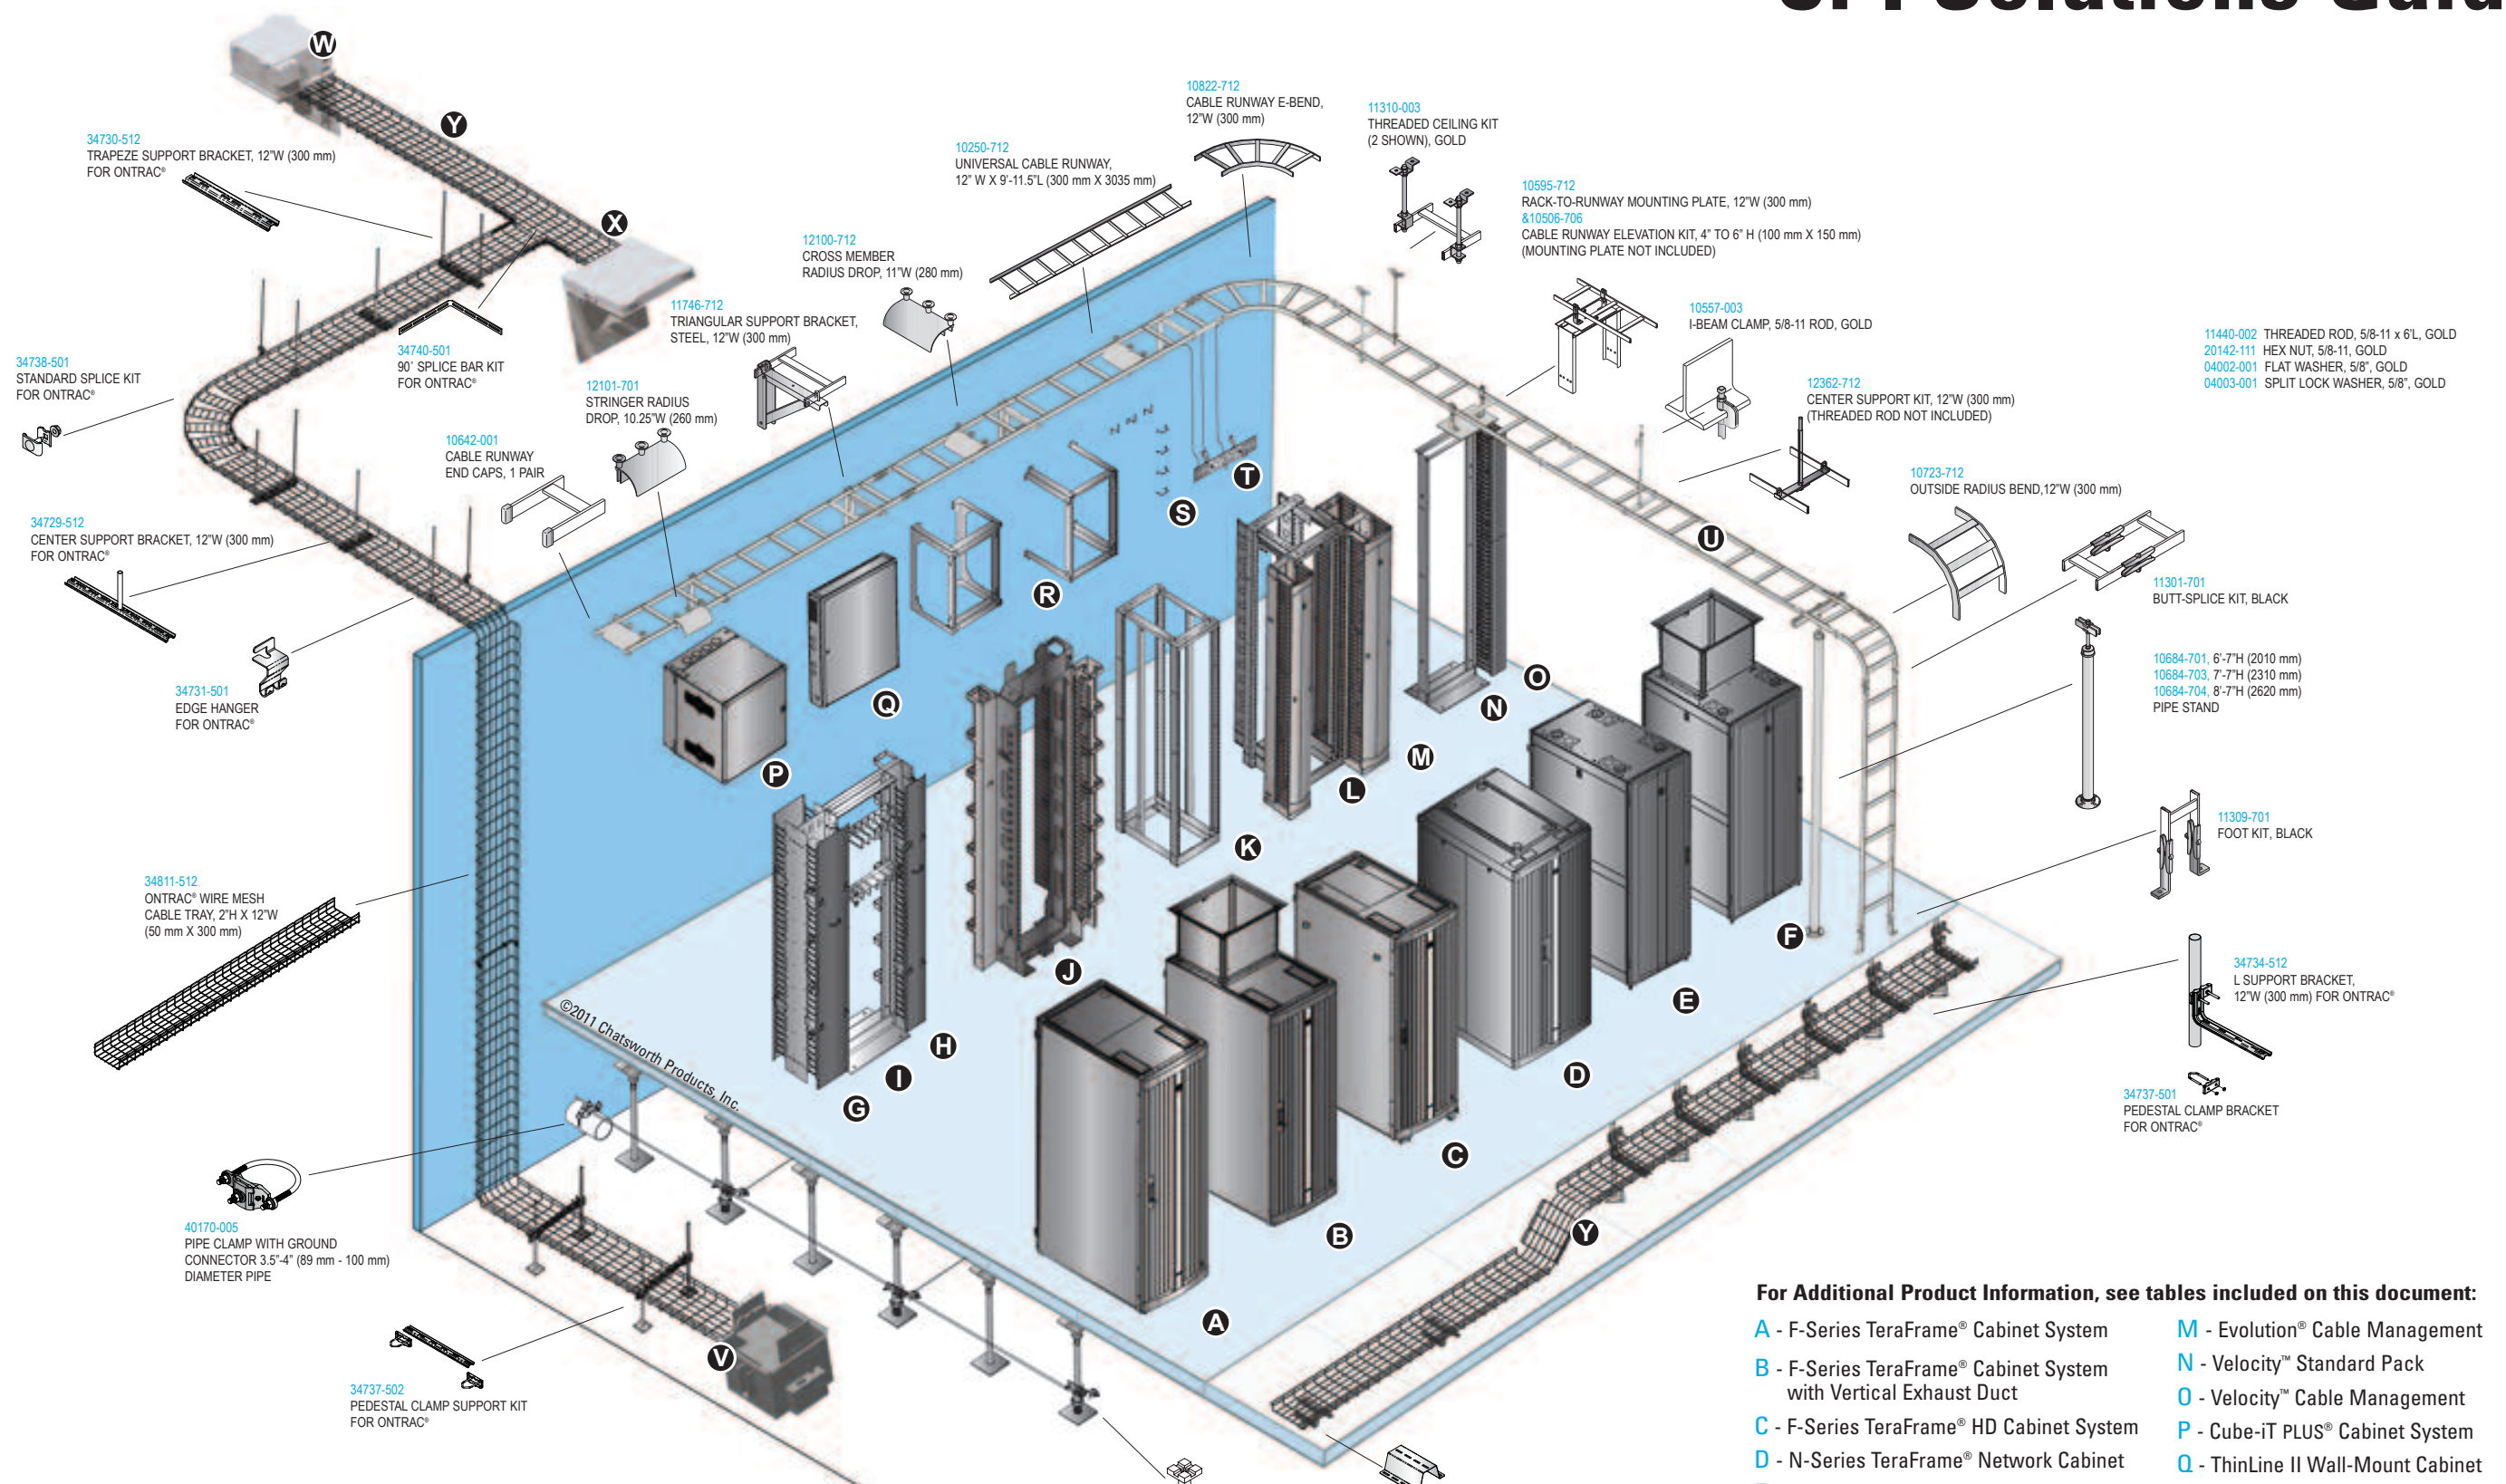 W
Y
34730-512
TRAPEZE SUPPORT BRACKET, 12"W (300 mm)
FOR ONTRAC®
X
10822-712
CABLE RUNWAY E-BEND,
12"W (300 mm)
11310-003
THREADED CEILING KIT
(2 SHOWN), GOLD
10250-712
UNIVERSAL CABLE RUNWAY,
12" W X 9'-11.5"L (300 mm X 3035 mm)
10595-712
RACK-TO-RUNWAY MOUNTING PLATE, 12"W (300 mm)
&10506-706
CABLE RUNWAY ELEVATION KIT, 4" TO 6" H (100 mm X 150 mm)
(MOUNTING PLATE NOT INCLUDED)
12100-712
CROSS MEMBER
RADIUS DROP, 11"W (280 mm)
11746-712
TRIANGULAR SUPPORT BRACKET,
STEEL, 12"W (300 mm)
10557-003
I-BEAM CLAMP, 5/8-11 ROD, GOLD
11440-002 THREADED ROD, 5/8-11 x 6'L, GOLD
20142-111 HEX NUT, 5/8-11, GOLD
04002-001 FLAT WASHER, 5/8", GOLD
04003-001 SPLIT LOCK WASHER, 5/8", GOLD
34738-501
STANDARD SPLICE KIT
FOR ONTRAC®
34740-501
90˚ SPLICE BAR KIT
FOR ONTRAC®
12101-701
STRINGER RADIUS
DROP, 10.25"W (260 mm)
12362-712
CENTER SUPPORT KIT, 12"W (300 mm)
(THREADED ROD NOT INCLUDED)
10642-001
CABLE RUNWAY
END CAPS, 1 PAIR
10723-712
OUTSIDE RADIUS BEND,12"W (300 mm)
T
S
U
34729-512
CENTER SUPPORT BRACKET, 12"W (300 mm)
FOR ONTRAC®
11301-701
BUTT-SPLICE KIT, BLACK
R
34731-501
EDGE HANGER
FOR ONTRAC®
10684-701, 6'-7"H (2010 mm)
10684-703, 7'-7"H (2310 mm)
10684-704, 8'-7"H (2620 mm)
PIPE STAND
O
Q
N
P
M
L
11309-701
FOOT KIT, BLACK
K
34811-512
ONTRAC® WIRE MESH
CABLE TRAY, 2"H X 12"W
(50 mm X 300 mm)
F
J
34734-512
L SUPPORT BRACKET,
12"W (300 mm) FOR ONTRAC®
E
©2011 Chatsworth Products, Inc.
H
I
G
D
34737-501
PEDESTAL CLAMP BRACKET
FOR ONTRAC®
C
40170-005
PIPE CLAMP WITH GROUND
CONNECTOR 3.5"-4" (89 mm - 100 mm)
DIAMETER PIPE
B
Y
A
V
34737-502
PEDESTAL CLAMP SUPPORT KIT
FOR ONTRAC®
For Additional Product Information, see tables included on this document:
A - F-Series TeraFrame® Cabinet System
B - F-Series TeraFrame® Cabinet System
with Vertical Exhaust Duct
C - F-Series TeraFrame® HD Cabinet System
D - N-Series TeraFrame® Network Cabinet
M - Evolution® Cable Management
N - Velocity™ Standard Pack
O - Velocity™ Cable Management
P - Cube-iT PLUS® Cabinet System
Q - ThinLine II Wall-Mount Cabinet